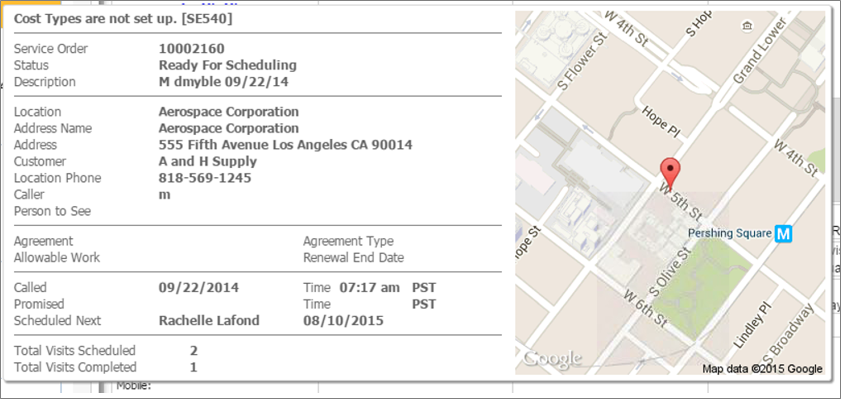 Cost Types are not set up. [SE540]
Service Order 10002160
Status Ready For Scheduling
Description M dmyble 09/22/14
Location Aerospace Corporation
Address Name Aerospace Corporation
Address 555 Fifth Avenue Los Angeles CA 90014
Customer A and H Supply
Location Phone 818-569-1245
Caller m
Person to See
Agreement Agreement Type
Allowable Work Renewal End Date
Called 09/22/2014 Time 07:17 am PST
Promised Time PST
Scheduled Next Rachelle Lafond 08/10/2015
Total Visits Scheduled 2
Total Visits Completed 1
Mobile:
W 4th St
S Hope
S Flower St
Grand Lower
Hope Pl
W 4th St
W 5th St
Pershing Square M
ope St
S Olive St
W 6th St
Lindley Pl
S Broadway
Google
Map data ©2015 Google